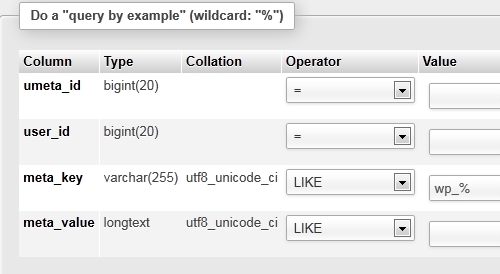 Do a "query by example" (wildcard: "%")
Column Type Collation Operator Value
umeta_id bigint(20) =
user_id bigint(20) =
meta_key varchar(255) utf8_unicode_ci LIKE wp_%
meta_value longtext utf8_unicode_ci LIKE